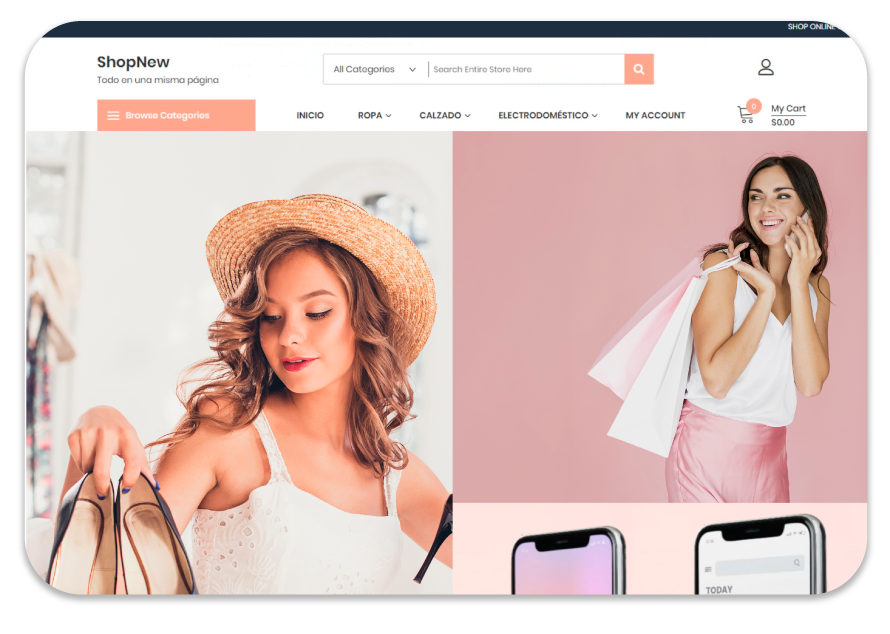 SHOP ONLINE
ShopNew
Todo en una misma página
All Categories
Search Entire Store Here
Browse Categories
INICIO
ROPA
CALZADO
ELECTRODOMÉSTICO
MY ACCOUNT
0
My Cart
$0.00
TODAY